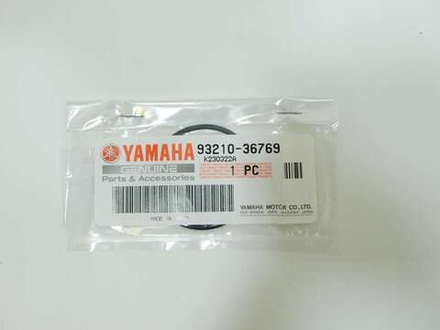 YAMAHA 93210-36769
K230322A
GENUINE
Parts & Accessories 1 PC
MADE IN
YAMAHA MOTOR CO., LTD.